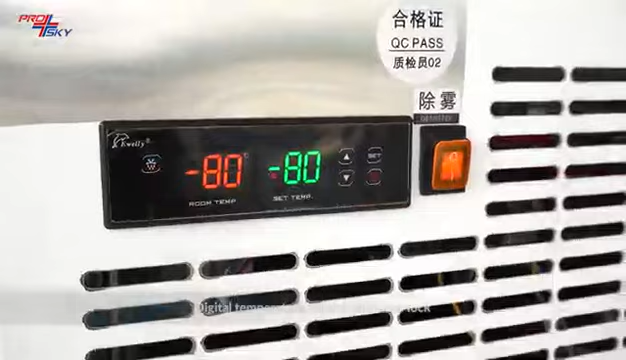 PRO
SKY
合格证
QC PASS
质检员02
除雾
Kwelly®
-80
-80
SET
ROOM TEMP
SET TEMP.
Digital temper
lock